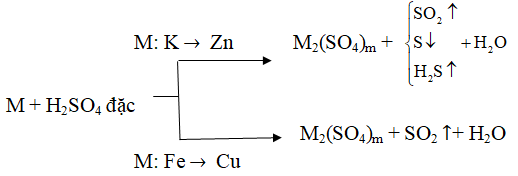 M: K → Zn
M₂(SO₄)ₘ + { SO₂ ↑
S↓
H₂S ↑
+ H₂O
M + H₂SO₄ đặc
M₂(SO₄)ₘ + SO₂ ↑ + H₂O
M: Fe → Cu